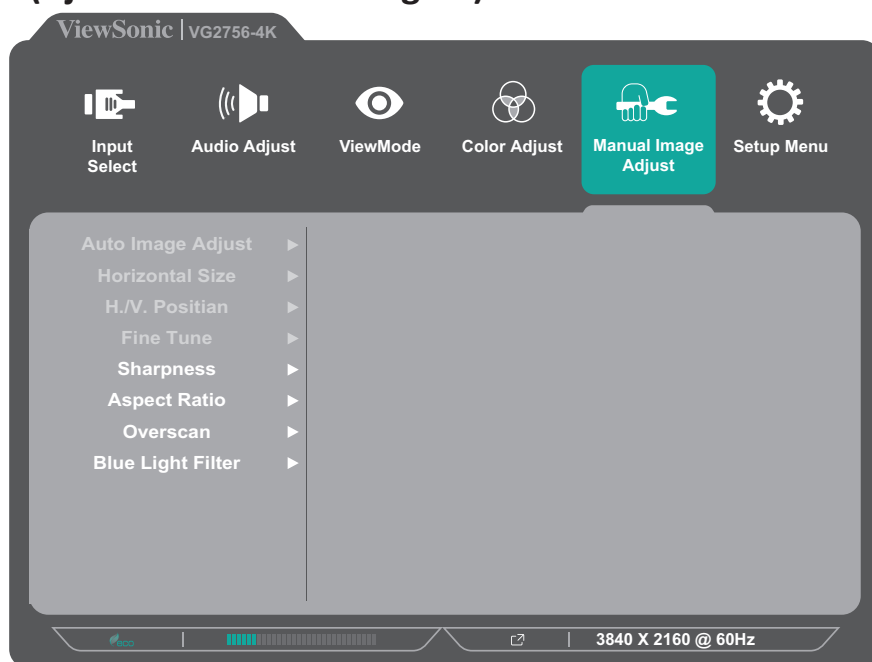 ViewSonic | VG2756-4K
Input Select
Audio Adjust
ViewMode
Color Adjust
Manual Image Adjust
Setup Menu
Auto Image Adjust
Horizontal Size
H./V. Positian
Fine Tune
Sharpness
Aspect Ratio
Overscan
Blue Light Filter
eco
3840 X 2160 @ 60Hz